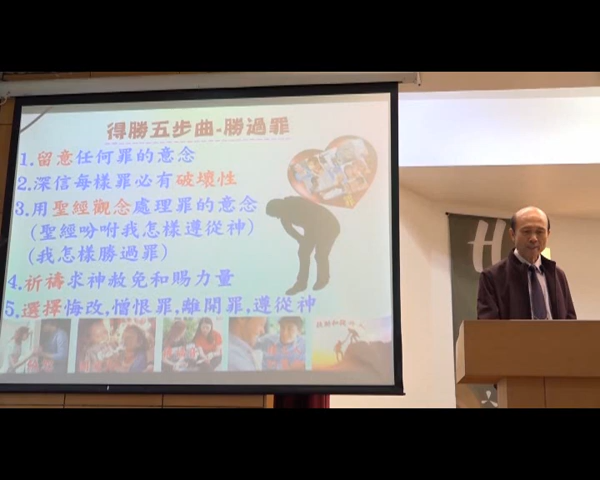 得勝五步曲-勝過罪
1.留意任何罪的意念
2.深信每樣罪必有破壞性
3.用聖經觀念處理罪的意念
(聖經吩咐我怎樣遵從神)
(我怎樣勝過罪)
4.祈禱求神赦免和賜力量
5.選擇悔改,憎恨罪,離開罪,遵從神
H